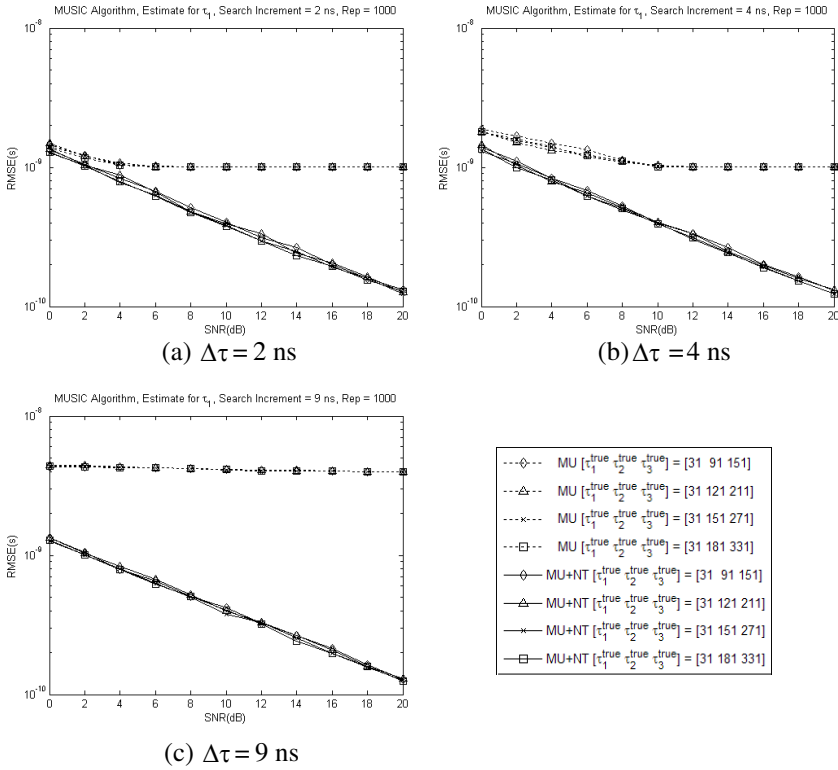 MUSIC Algorithm, Estimate for τ1, Search Increment = 2 ns, Rep = 1000
10^-8
10^-9
10^-10
RMSE(s)
0 2 4 6 8 10 12 14 16 18 20
SNR(dB)
(a) Δτ = 2 ns
MUSIC Algorithm, Estimate for τ1, Search Increment = 4 ns, Rep = 1000
10^-8
10^-9
10^-10
RMSE(s)
0 2 4 6 8 10 12 14 16 18 20
SNR(dB)
(b) Δτ = 4 ns
MUSIC Algorithm, Estimate for τ1, Search Increment = 9 ns, Rep = 1000
10^-8
10^-9
10^-10
RMSE(s)
0 2 4 6 8 10 12 14 16 18 20
SNR(dB)
(c) Δτ = 9 ns
MU [τ1^true τ2^true τ3^true] = [31 91 151]
MU [τ1^true τ2^true τ3^true] = [31 121 211]
MU [τ1^true τ2^true τ3^true] = [31 151 271]
MU [τ1^true τ2^true τ3^true] = [31 181 331]
MU+NT [τ1^true τ2^true τ3^true] = [31 91 151]
MU+NT [τ1^true τ2^true τ3^true] = [31 121 211]
MU+NT [τ1^true τ2^true τ3^true] = [31 151 271]
MU+NT [τ1^true τ2^true τ3^true] = [31 181 331]